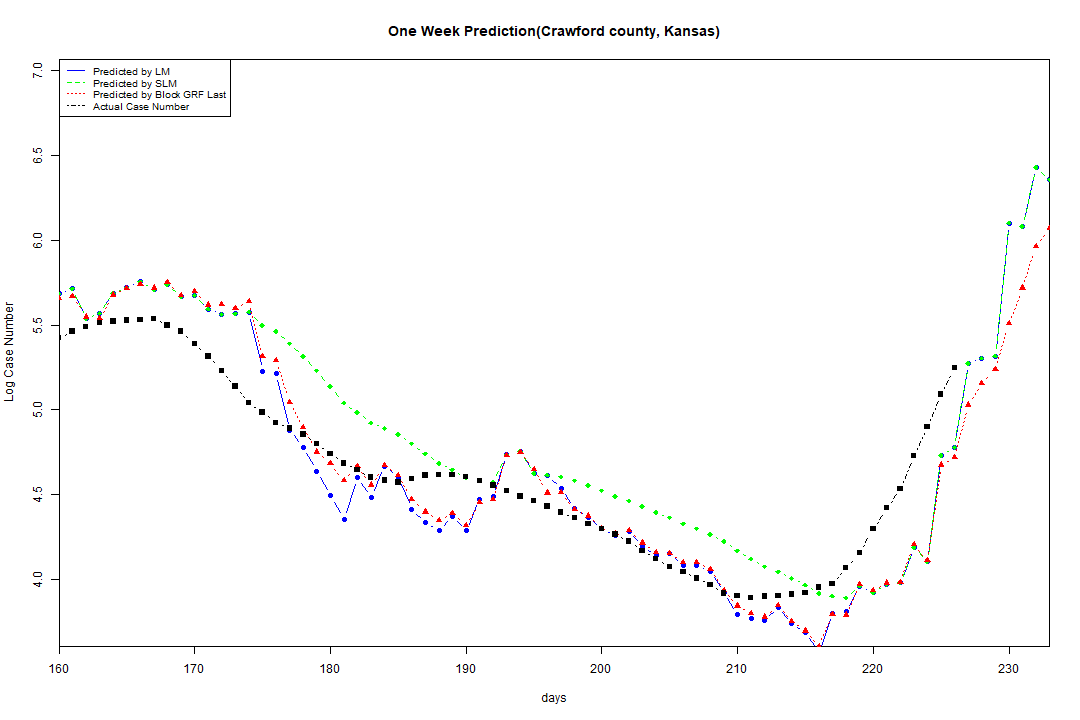 One Week Prediction(Crawford county, Kansas)
Predicted by LM
Predicted by SLM
Predicted by Block GRF Last
Actual Case Number
7.0
6.5
6.0
5.5
5.0
4.5
4.0
Log Case Number
160 170 180 190 200 210 220 230
days